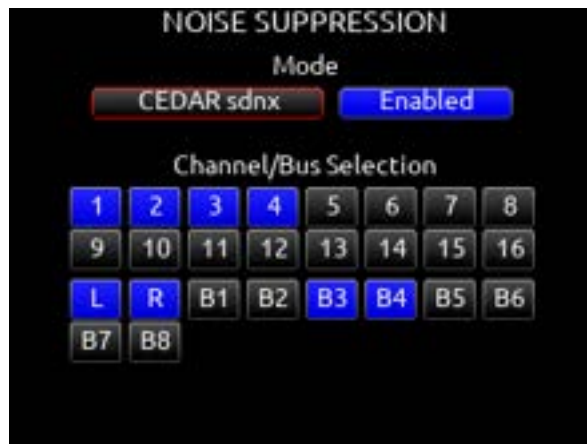 NOISE SUPPRESSION
Mode
CEDAR sdnx Enabled
Channel/Bus Selection
1 2 3 4 5 6 7 8
9 10 11 12 13 14 15 16
L R B1 B2 B3 B4 B5 B6
B7 B8